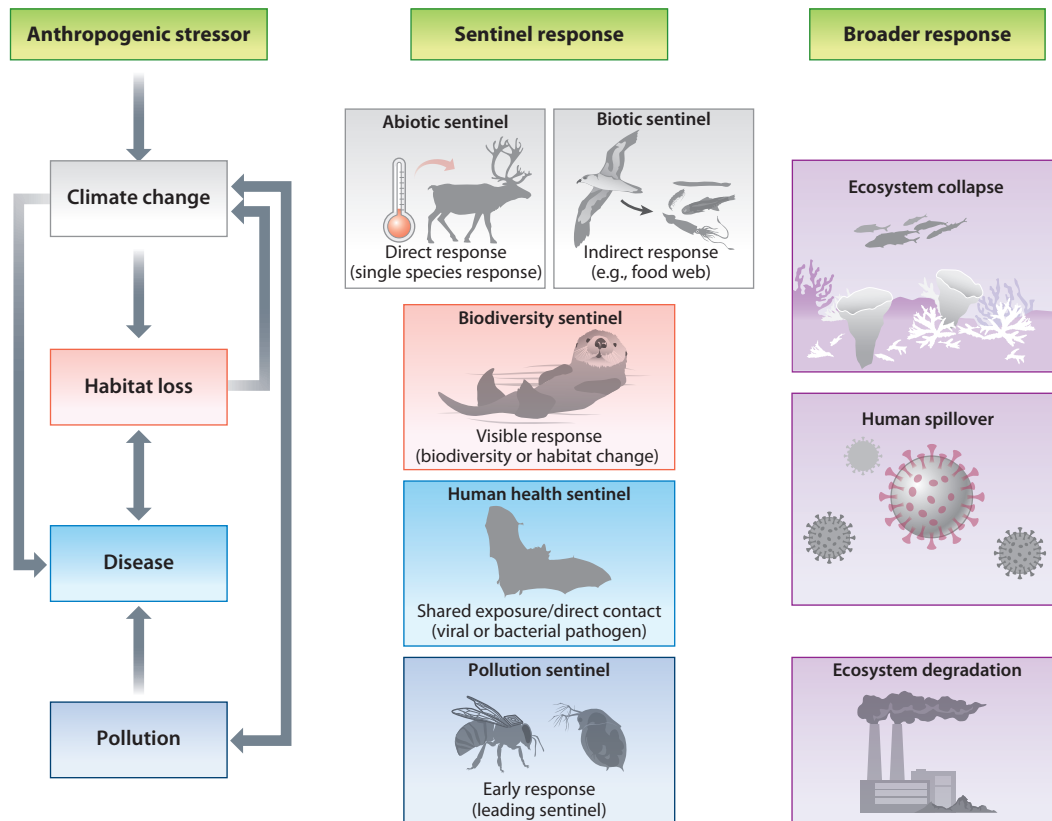 Anthropogenic stressor
Climate change
Habitat loss
Disease
Pollution
Sentinel response
Abiotic sentinel
Direct response
(single species response)
Biotic sentinel
Indirect response
(e.g., food web)
Biodiversity sentinel
Visible response
(biodiversity or habitat change)
Human health sentinel
Shared exposure/direct contact
(viral or bacterial pathogen)
Pollution sentinel
Early response
(leading sentinel)
Broader response
Ecosystem collapse
Human spillover
Ecosystem degradation